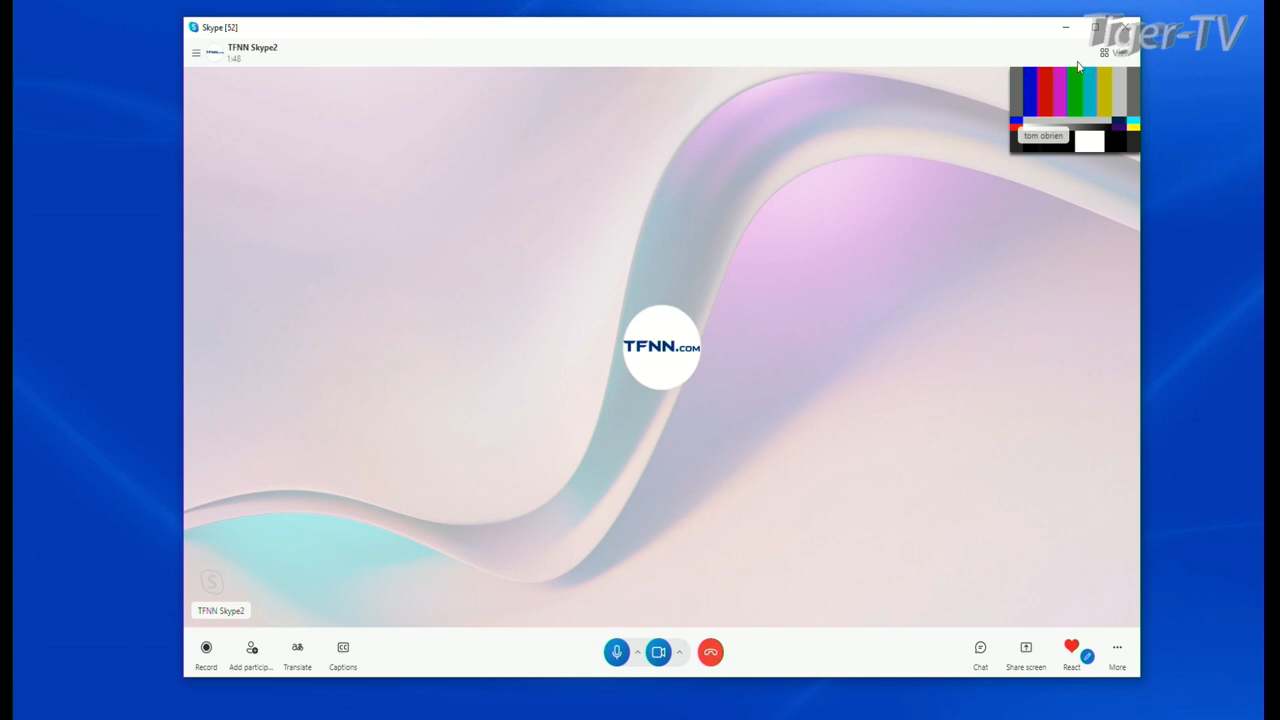 Skype [52]
Tiger-TV
TFNN Skype2
1:48
View
tom obrien
TFNN.COM
TFNN Skype2
Record
Add particip...
Translate
Captions
Chat
Share screen
React
More